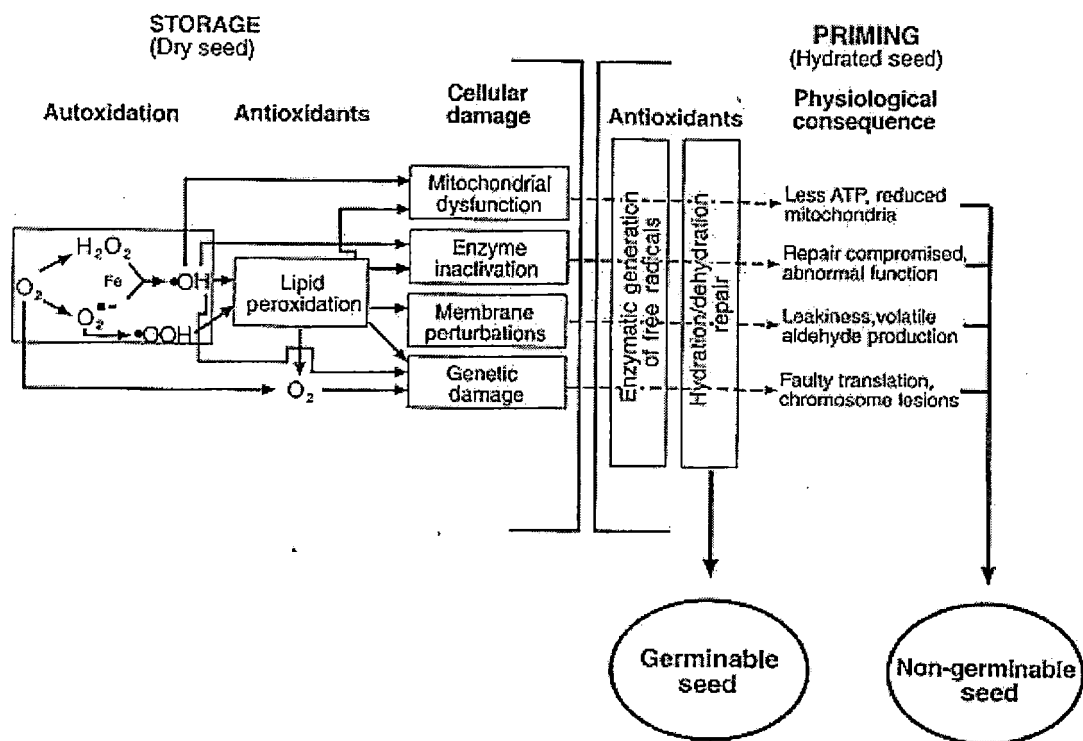 STORAGE
(Dry seed)
PRIMING
(Hydrated seed)
Autoxidation
Antioxidants
Cellular
damage
Antioxidants
Physiological
consequence
Mitochondrial
dysfunction
Less ATP, reduced
mitochondria
H₂O₂
Fe
O₂
•OH
O₂•−
•OOH
Lipid
peroxidation
Enzyme
inactivation
Repair compromised,
abnormal function
Membrane
perturbations
Leakiness, volatile
aldehyde production
O₂
Genetic
damage
Faulty translation,
chromosome lesions
Enzymatic generation
of free radicals
Hydration/dehydration
repair
Germinable
seed
Non-germinable
seed